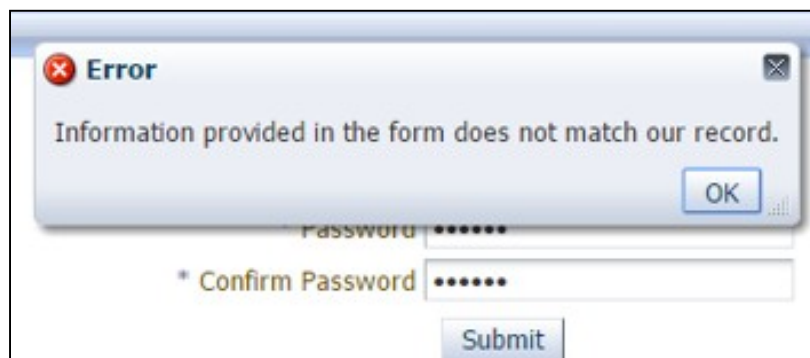 Error
Information provided in the form does not match our record.
OK
* Password
* Confirm Password
Submit